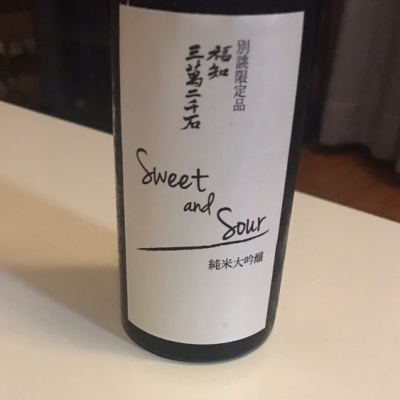 別誂限定品
福知
三萬二千石
Sweet
and
Sour
純米大吟醸